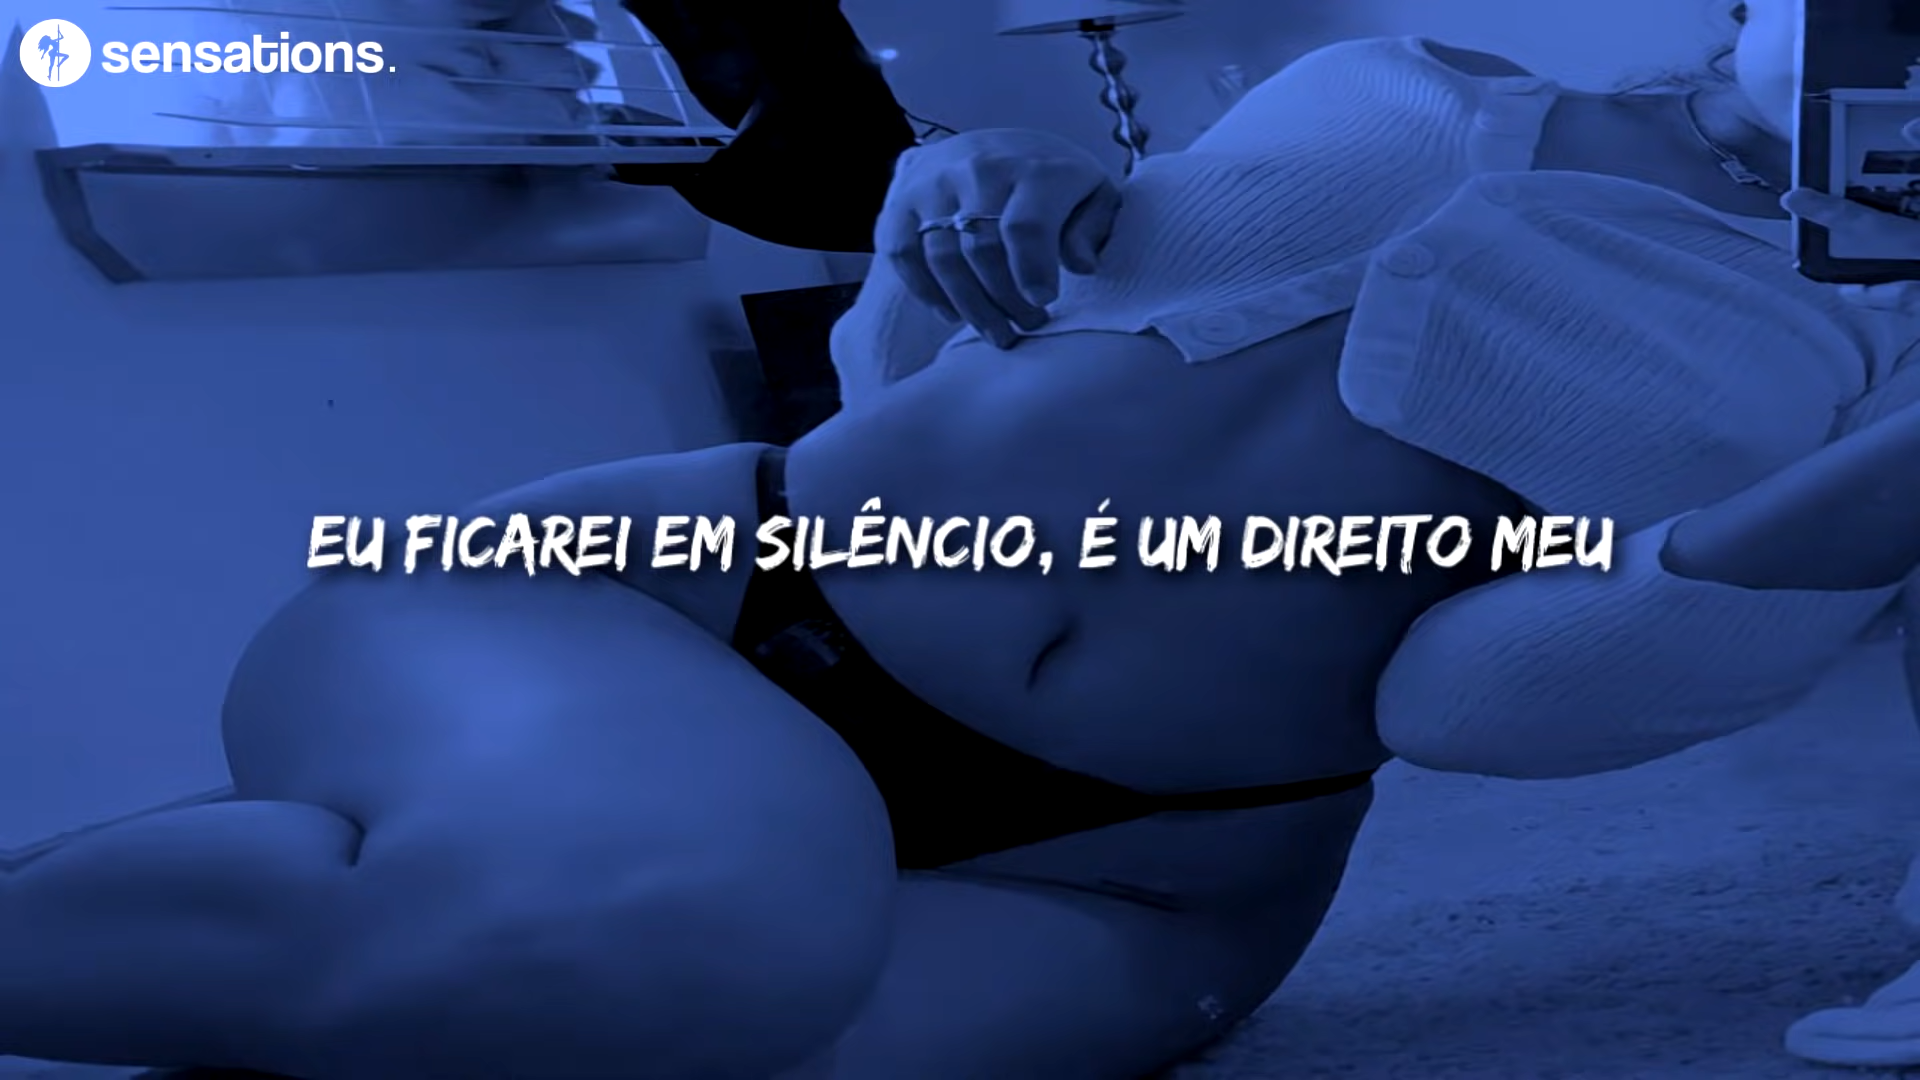 sensations.
EU FICAREI EM SILÊNCIO, É UM DIREITO MEU